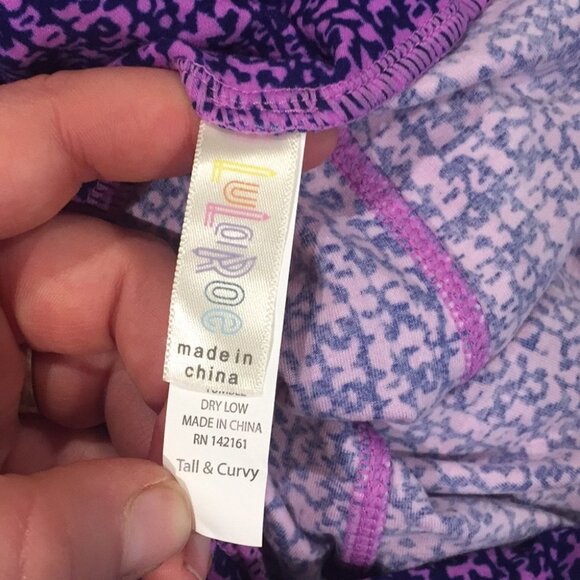 LuLaRoe
made in
china
TUMBLE
DRY LOW
MADE IN CHINA
RN 142161
Tall & Curvy